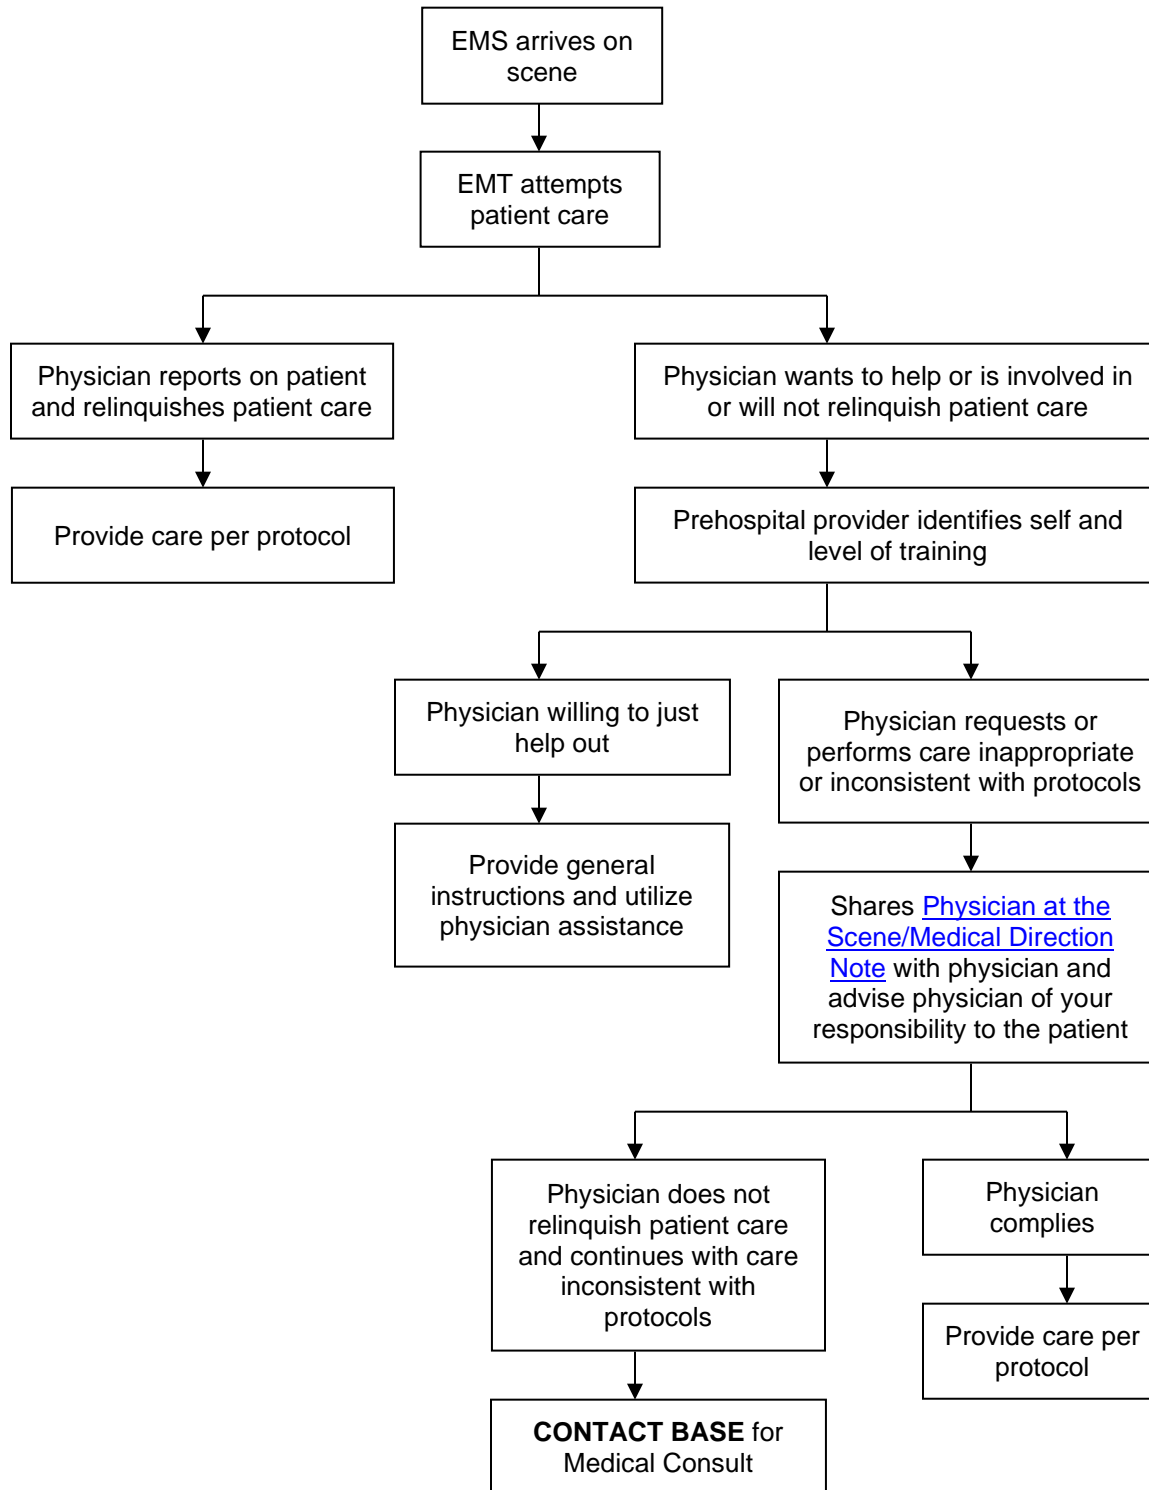 EMS arrives on
scene
EMT attempts
patient care
Physician reports on patient
and relinquishes patient care
Physician wants to help or is involved in
or will not relinquish patient care
Provide care per protocol
Prehospital provider identifies self and
level of training
Physician willing to just
help out
Physician requests or
performs care inappropriate
or inconsistent with protocols
Provide general
instructions and utilize
physician assistance
Shares Physician at the
Scene/Medical Direction
Note with physician and
advise physician of your
responsibility to the patient
Physician does not
relinquish patient care
and continues with care
inconsistent with
protocols
Physician
complies
Provide care per
protocol
CONTACT BASE for
Medical Consult